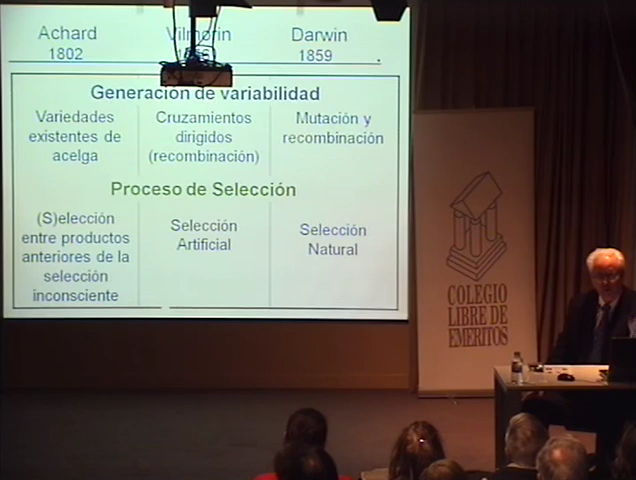 Achard
Vilmorin
Darwin
1802
1859
Generación de variabilidad
Variedades
existentes de
acelga
Cruzamientos
dirigidos
(recombinación)
Mutación y
recombinación
Proceso de Selección
(S)elección
entre productos
anteriores de la
selección
inconsciente
Selección
Artificial
Selección
Natural
COLEGIO
LIBRE DE
EMERITOS